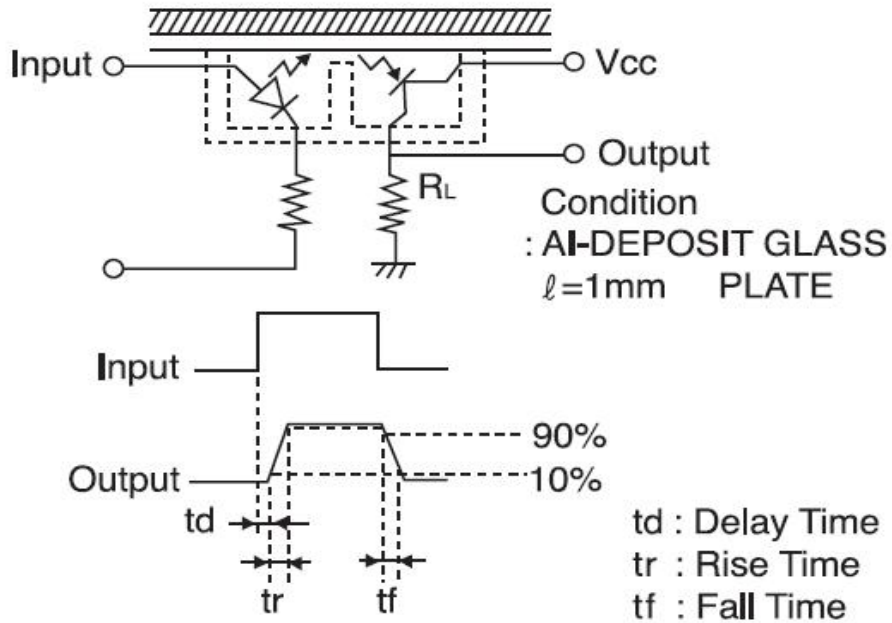 Input
Vcc
Output
RL
Condition
: Al-DEPOSIT GLASS
ℓ=1mm PLATE
Input
90%
Output
10%
td
tr
tf
td : Delay Time
tr : Rise Time
tf : Fall Time